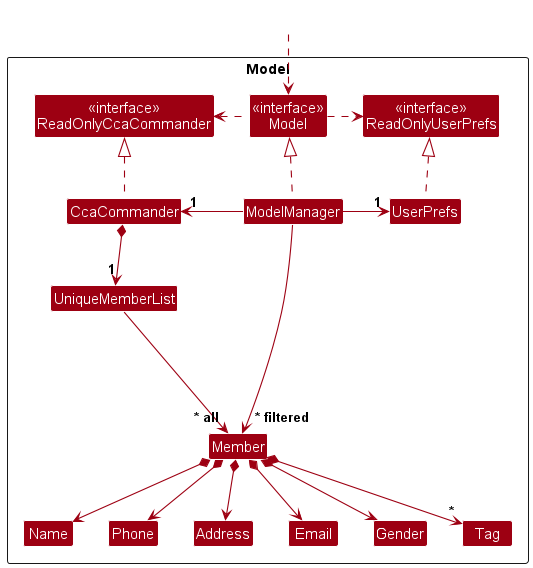 Model
«interface»
ReadOnlyCcaCommander
«interface»
Model
«interface»
ReadOnlyUserPrefs
CcaCommander
1
ModelManager
1
UserPrefs
1
UniqueMemberList
* all
* filtered
Member
*
Name
Phone
Address
Email
Gender
Tag